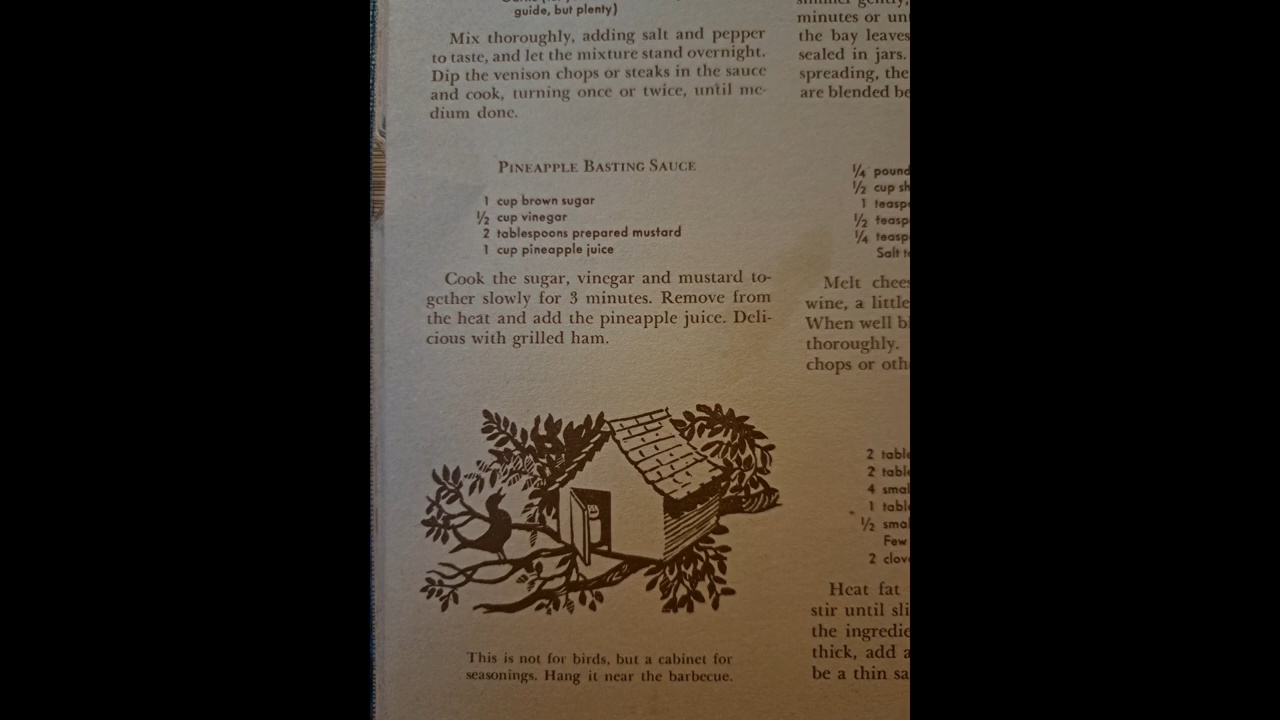 guide, but plenty)
Mix thoroughly, adding salt and pepper
to taste, and let the mixture stand overnight.
Dip the venison chops or steaks in the sauce
and cook, turning once or twice, until me-
dium done.
PINEAPPLE BASTING SAUCE
1 cup brown sugar
½ cup vinegar
2 tablespoons prepared mustard
1 cup pineapple juice
Cook the sugar, vinegar and mustard to-
gether slowly for 3 minutes. Remove from
the heat and add the pineapple juice. Deli-
cious with grilled ham.
This is not for birds, but a cabinet for
seasonings. Hang it near the barbecue.
simmer gently,
minutes or un
the bay leaves
sealed in jars.
spreading, the
are blended be
¼ pound
½ cup sh
1 teasp
½ teasp
¼ teasp
Salt t
Melt chee
wine, a little
When well bl
thoroughly.
chops or oth
2 table
2 table
4 smal
1 tabl
½ smal
Few
2 clov
Heat fat
stir until sli
the ingredie
thick, add a
be a thin sa